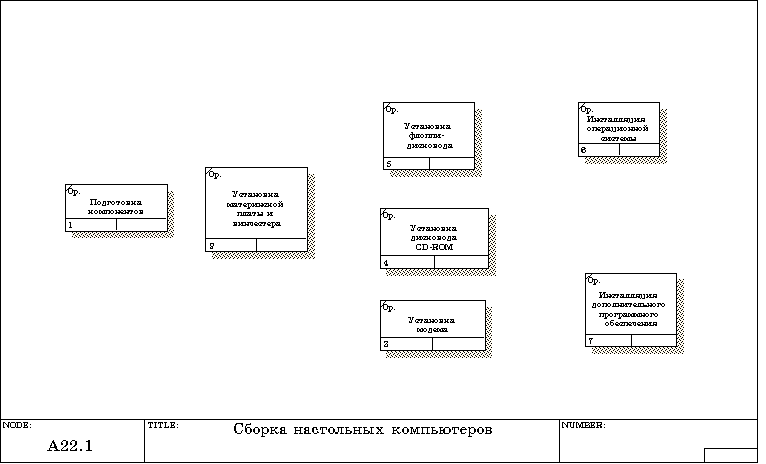 0р.
Подготовка
компонентов
1
0р.
Установка
материнской
платы и
винчестера
2
0р.
Установка
флоппи-
дисковода
5
0р.
Установка
дисковода
CD-ROM
4
0р.
Установка
модема
3
0р.
Инсталляция
операционной
системы
6
0р.
Инсталляция
дополнительного
программного
обеспечения
7
NODE:
A22.1
TITLE:
Сборка настольных компьютеров
NUMBER: